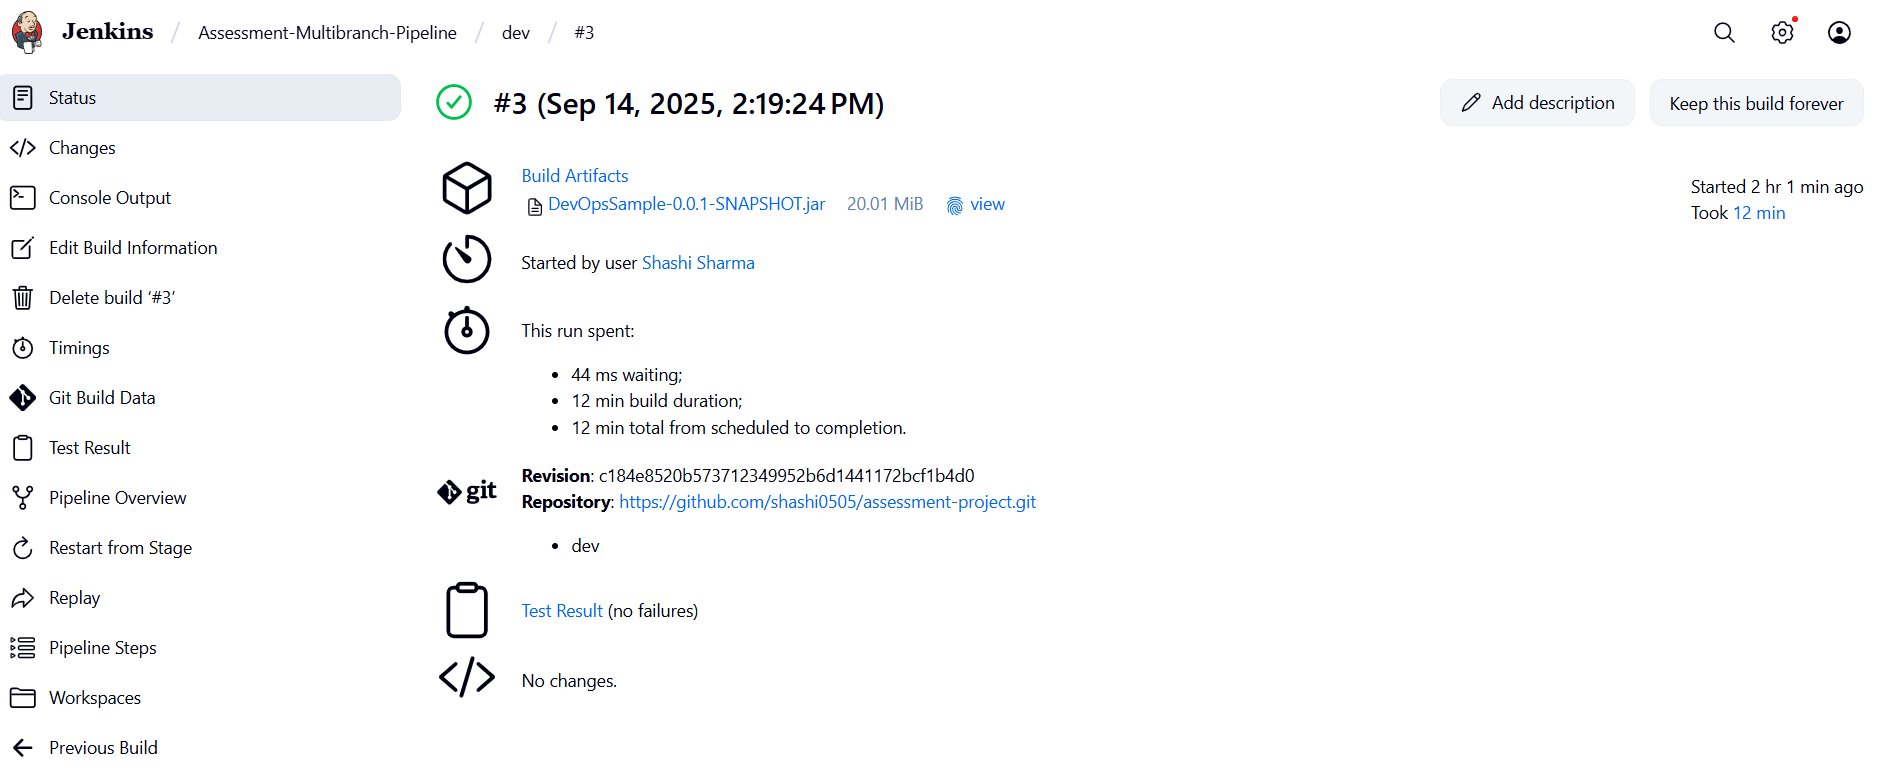 Jenkins / Assessment-Multibranch-Pipeline / dev / #3
Status
Changes
Console Output
Edit Build Information
Delete build ‘#3’
Timings
Git Build Data
Test Result
Pipeline Overview
Restart from Stage
Replay
Pipeline Steps
Workspaces
Previous Build
#3 (Sep 14, 2025, 2:19:24 PM)
Add description
Keep this build forever
Build Artifacts
DevOpsSample-0.0.1-SNAPSHOT.jar 20.01 MiB view
Started 2 hr 1 min ago
Took 12 min
Started by user Shashi Sharma
This run spent:
• 44 ms waiting;
• 12 min build duration;
• 12 min total from scheduled to completion.
git
Revision: c184e8520b573712349952b6d1441172bcf1b4d0
Repository: https://github.com/shashi0505/assessment-project.git
• dev
Test Result (no failures)
No changes.